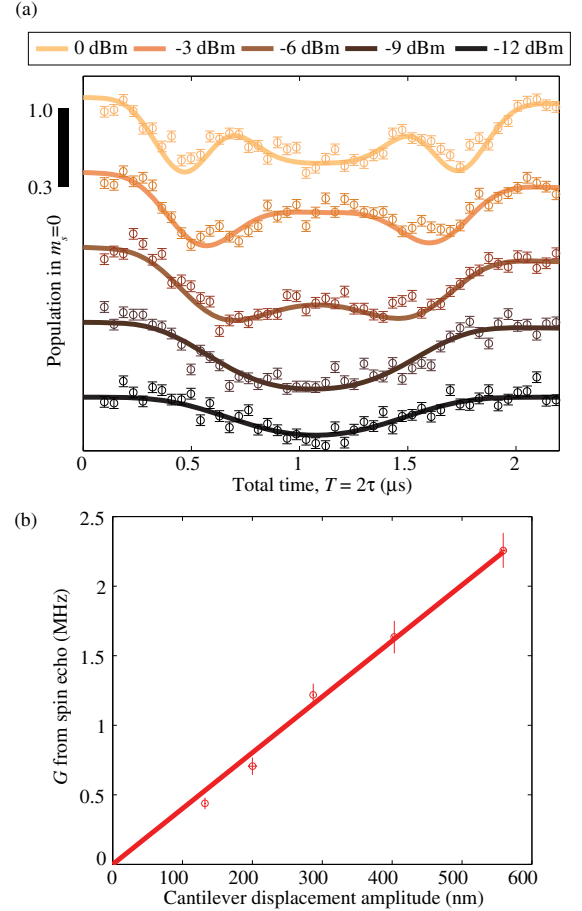 (a)
0 dBm -3 dBm -6 dBm -9 dBm -12 dBm
1.0
0.3
Population in mₛ=0
0 0.5 1 1.5 2
Total time, T = 2τ (μs)
(b)
2.5
2
1.5
1
0.5
0
G from spin echo (MHz)
0 100 200 300 400 500 600
Cantilever displacement amplitude (nm)